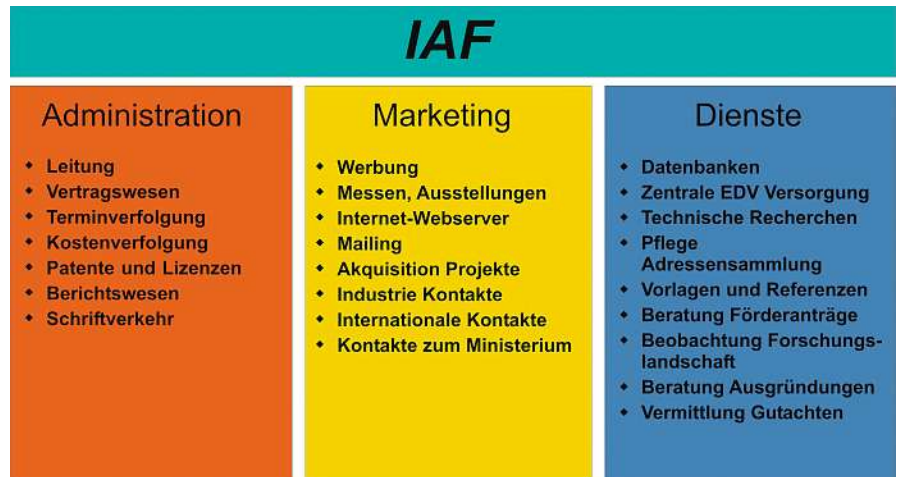 IAF
Administration
Leitung
Vertragswesen
Terminverfolgung
Kostenverfolgung
Patente und Lizenzen
Berichtswesen
Schriftverkehr
Marketing
Werbung
Messen, Ausstellungen
Internet-Webserver
Mailing
Akquisition Projekte
Industrie Kontakte
Internationale Kontakte
Kontakte zum Ministerium
Dienste
Datenbanken
Zentrale EDV Versorgung
Technische Recherchen
Pflege
Adressensammlung
Vorlagen und Referenzen
Beratung Förderanträge
Beobachtung Forschungs-
landschaft
Beratung Ausgründungen
Vermittlung Gutachten